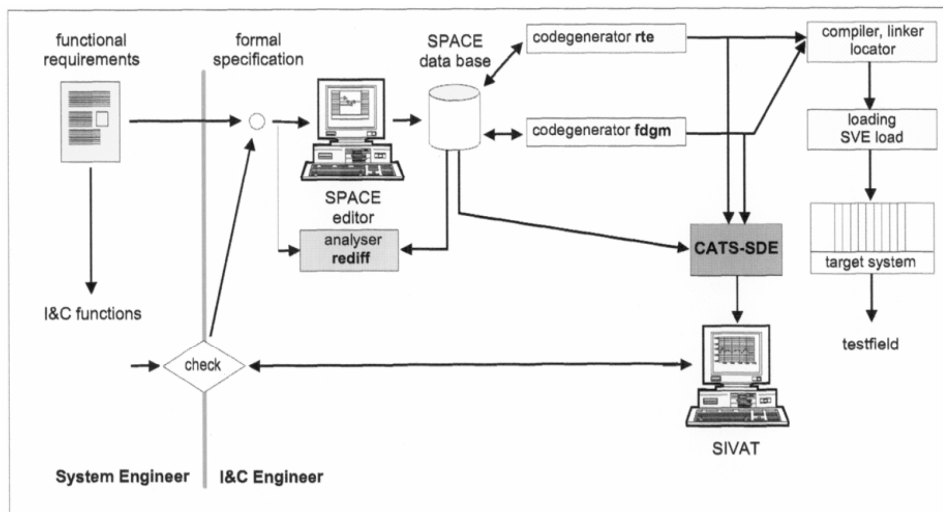 functional
requirements
formal
specification
SPACE
data base
codegenerator rte
compiler, linker
locator
codegenerator fdgm
loading
SVE load
SPACE
editor
analyser
rediff
CATS-SDE
target system
I&C functions
testfield
check
SIVAT
System Engineer
I&C Engineer